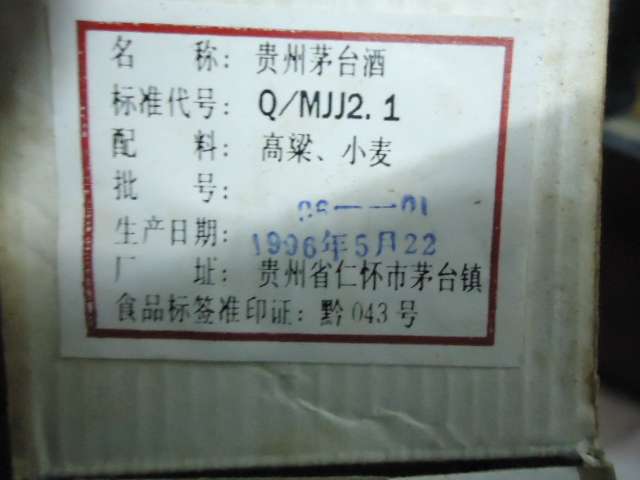 名 称: 贵州茅台酒
标准代号: Q/MJJ2.1
配 料: 高粱、小麦
批 号:
生产日期: 1996年5月22
厂 址: 贵州省仁怀市茅台镇
食品标签准印证: 黔043号